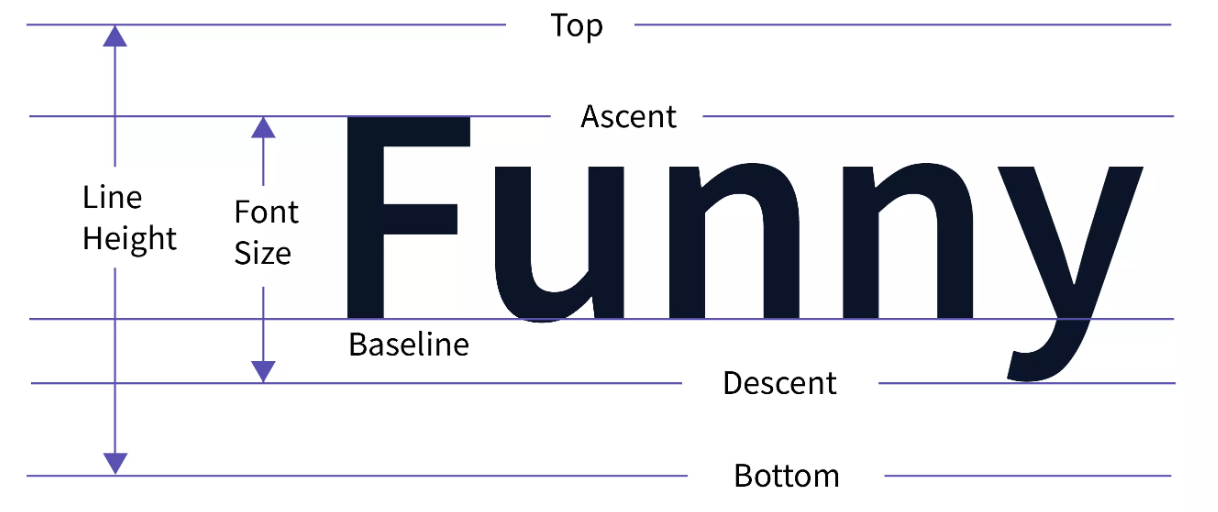 Top
Ascent
Line
Height
Font
Size
Funny
Baseline
Descent
Bottom